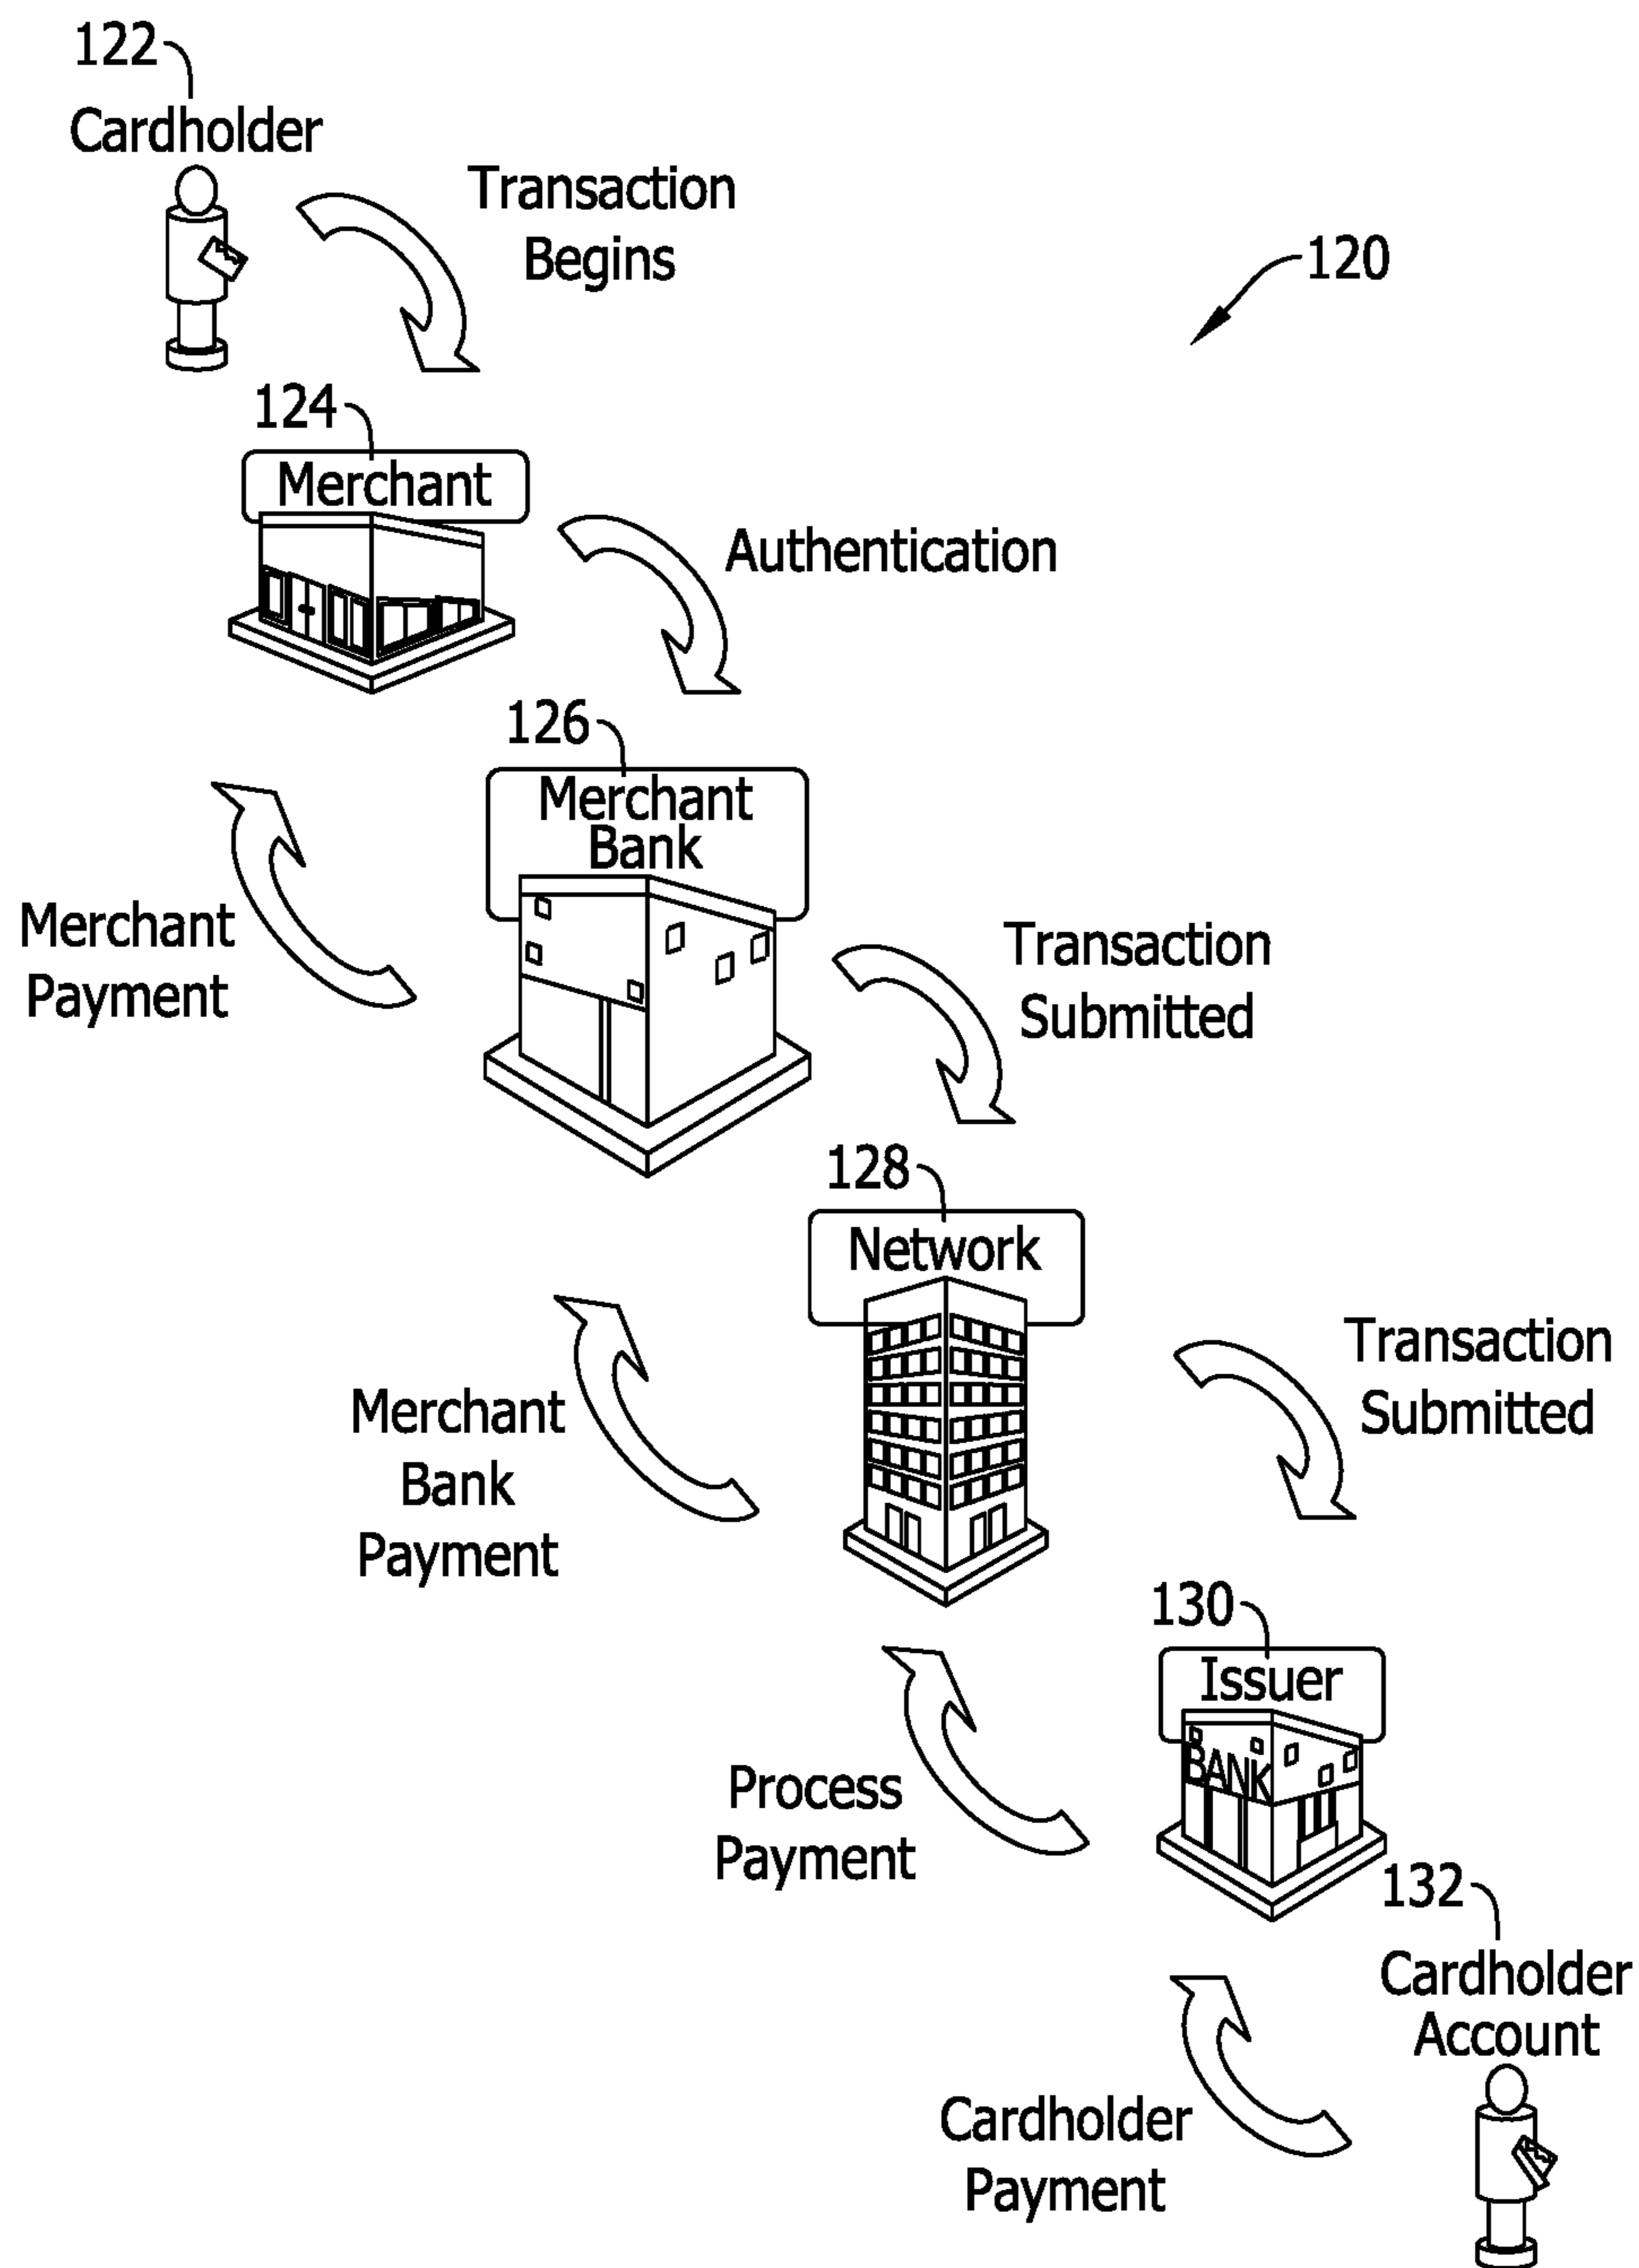 122
Cardholder
Transaction
Begins
120
124
Merchant
Authentication
126
Merchant
Bank
Merchant
Payment
Transaction
Submitted
128
Network
Transaction
Submitted
Merchant
Bank
Payment
130
Issuer
BANK
Process
Payment
132
Cardholder
Account
Cardholder
Payment